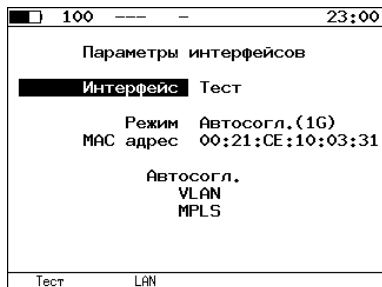 100 --- - 23:00
Параметры интерфейсов
Интерфейс Тест
Режим Автосогл.(1G)
MAC адрес 00:21:CE:10:03:31
Автосогл.
VLAN
MPLS
Тест LAN